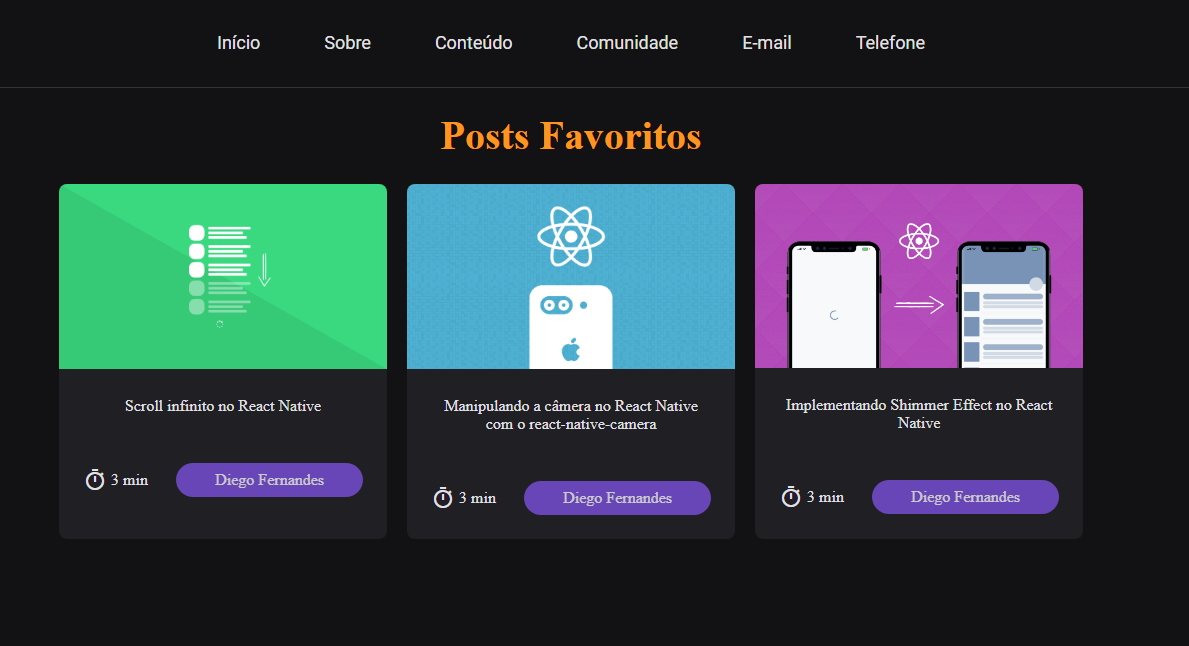 Início Sobre Conteúdo Comunidade E-mail Telefone
Posts Favoritos
Scroll infinito no React Native
3 min Diego Fernandes
Manipulando a câmera no React Native
com o react-native-camera
3 min Diego Fernandes
Implementando Shimmer Effect no React
Native
3 min Diego Fernandes